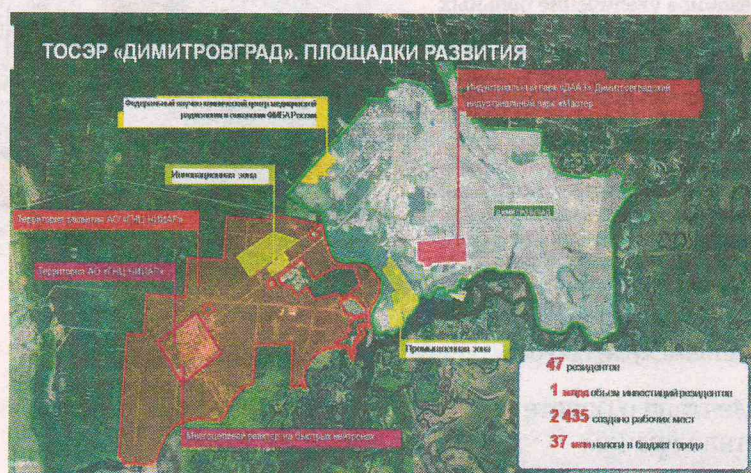 ТОСЭР «ДИМИТРОВГРАД». ПЛОЩАДКИ РАЗВИТИЯ
Федеральный научно-клинический центр медицинской
радиологии и онкологии ФМБА России
Индустриальный парк «ДААЗ» Димитровградский
индустриальный парк «Мастер
Инновационная зона
Территория развития АО «ГНЦ НИИАР»
ДИМИТРОВГРАД
Территория АО «ГНЦ НИИАР»
Промышленная зона
Многоцелевой реактор на быстрых нейтронах
47 резидентов
1 млрд объем инвестиций резидентов
2 435 создано рабочих мест
37 млн налоги в бюджет города